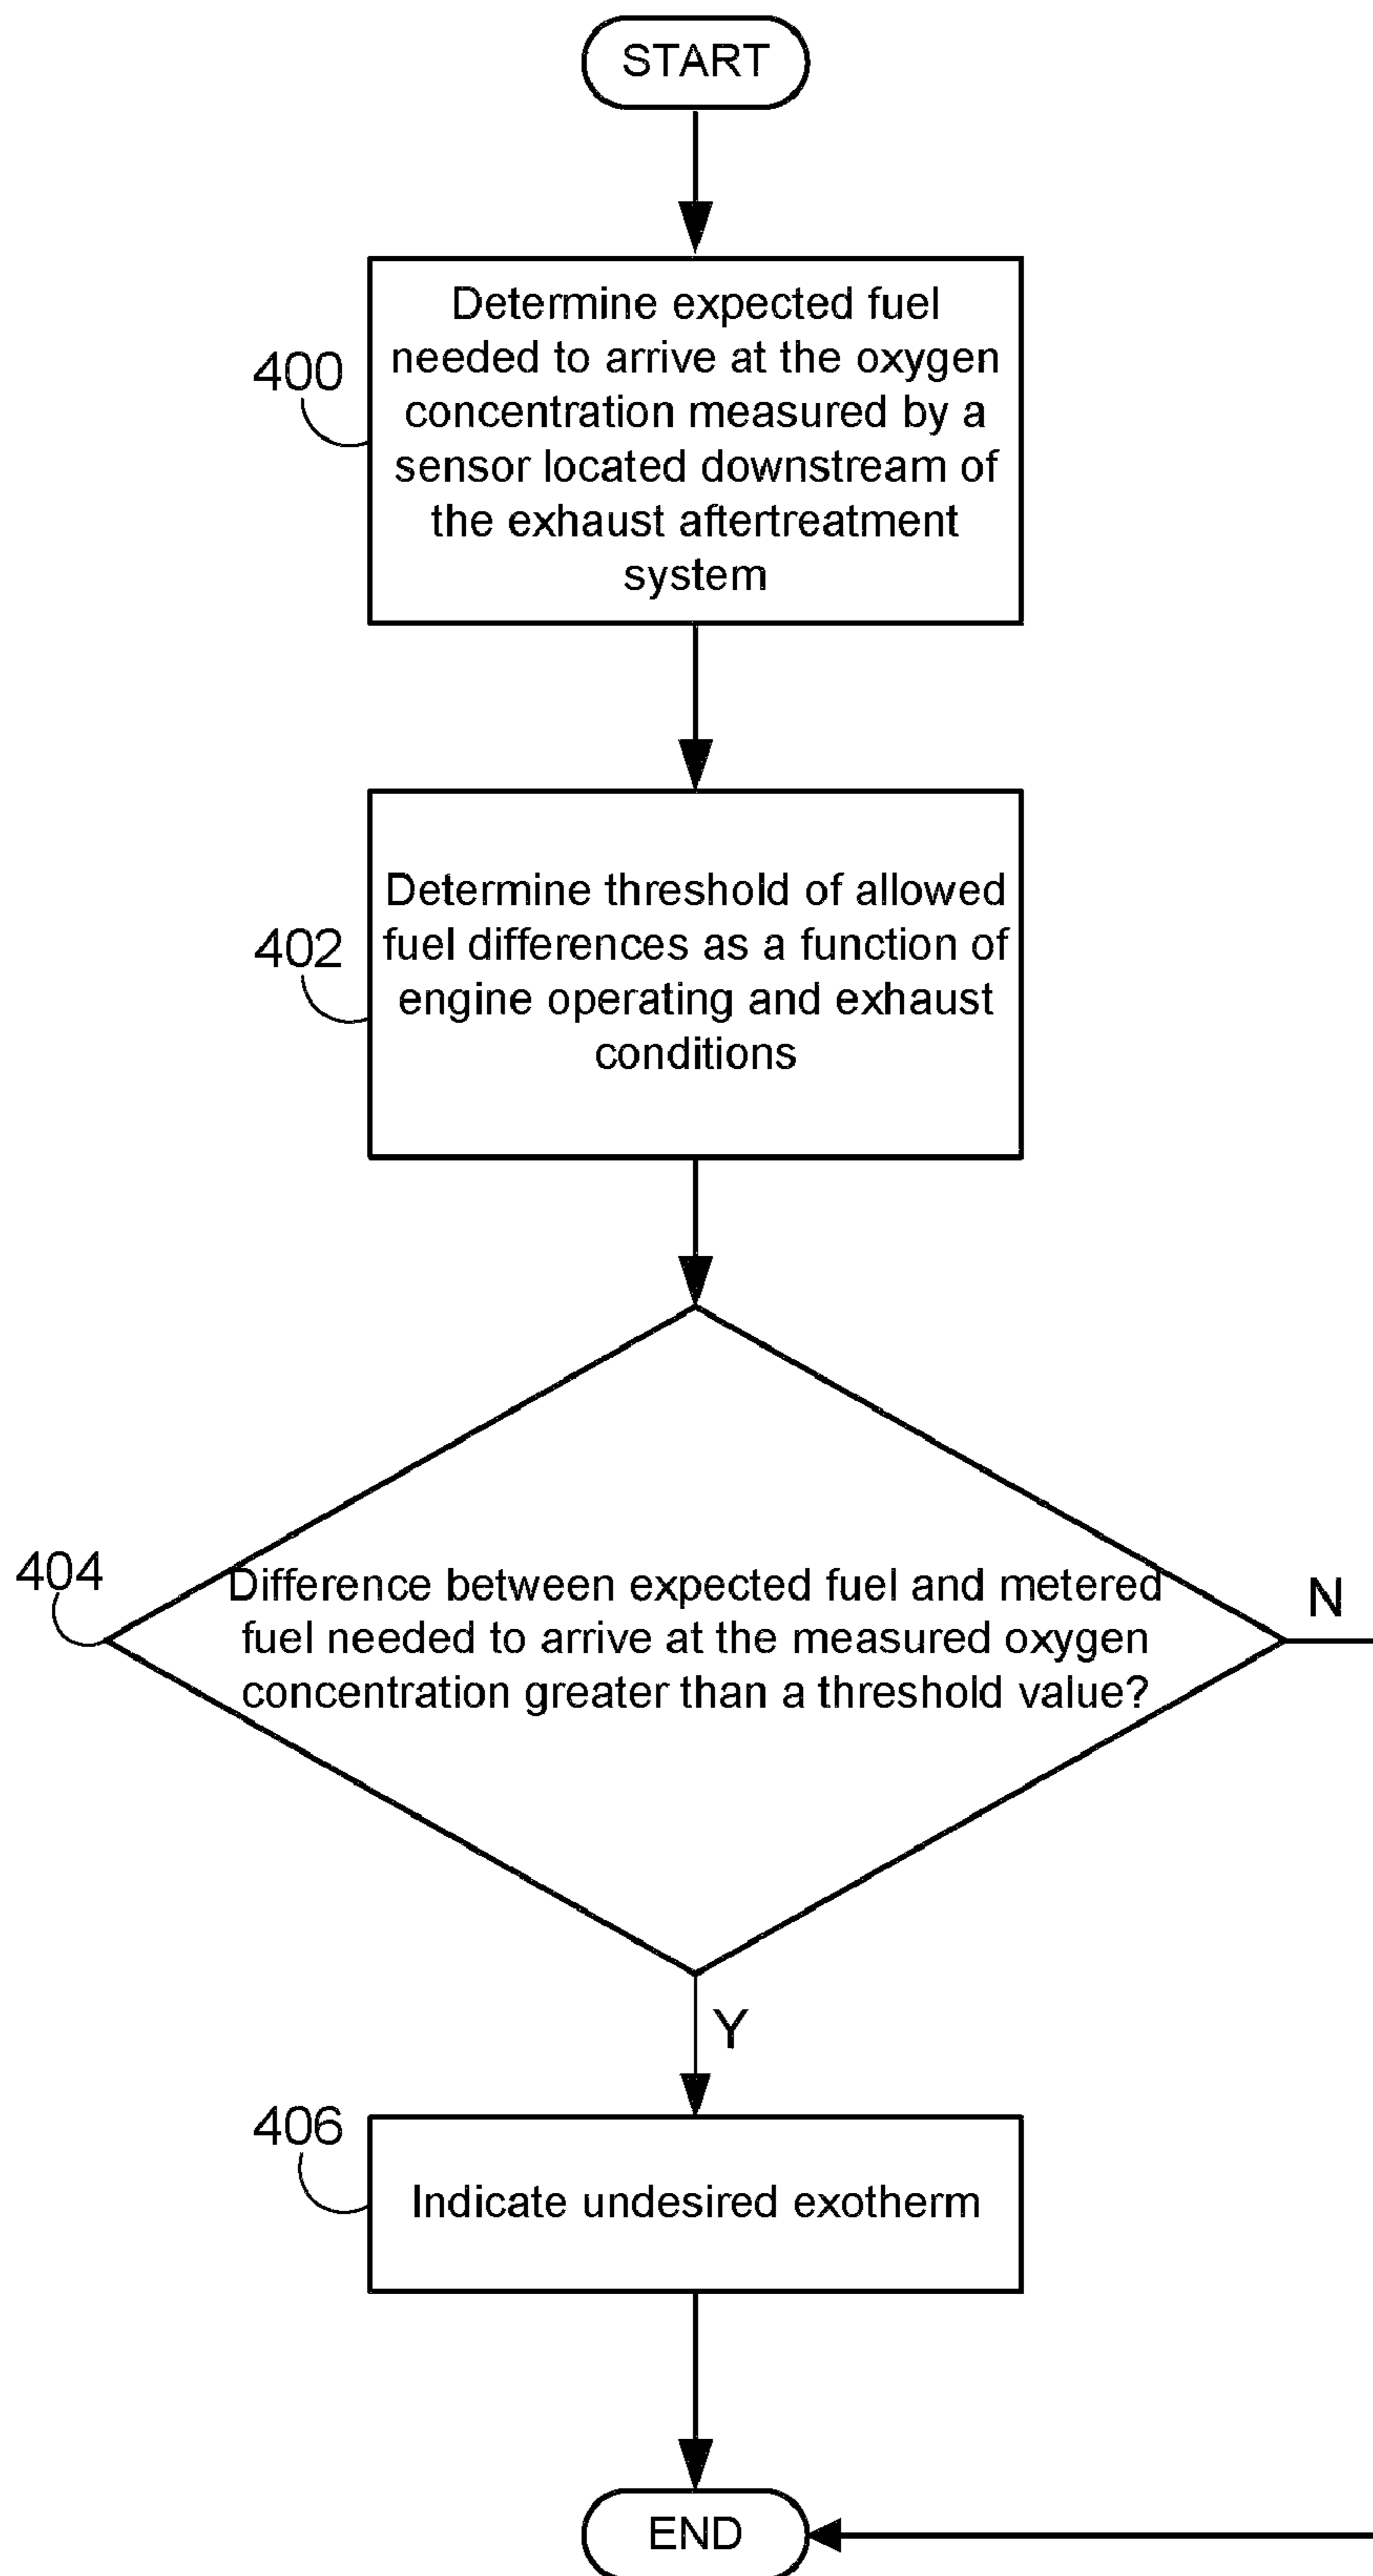 START
400
Determine expected fuel
needed to arrive at the oxygen
concentration measured by a
sensor located downstream of
the exhaust aftertreatment
system
402
Determine threshold of allowed
fuel differences as a function of
engine operating and exhaust
conditions
404
Difference between expected fuel and metered
fuel needed to arrive at the measured oxygen
concentration greater than a threshold value?
N
Y
406
Indicate undesired exotherm
END